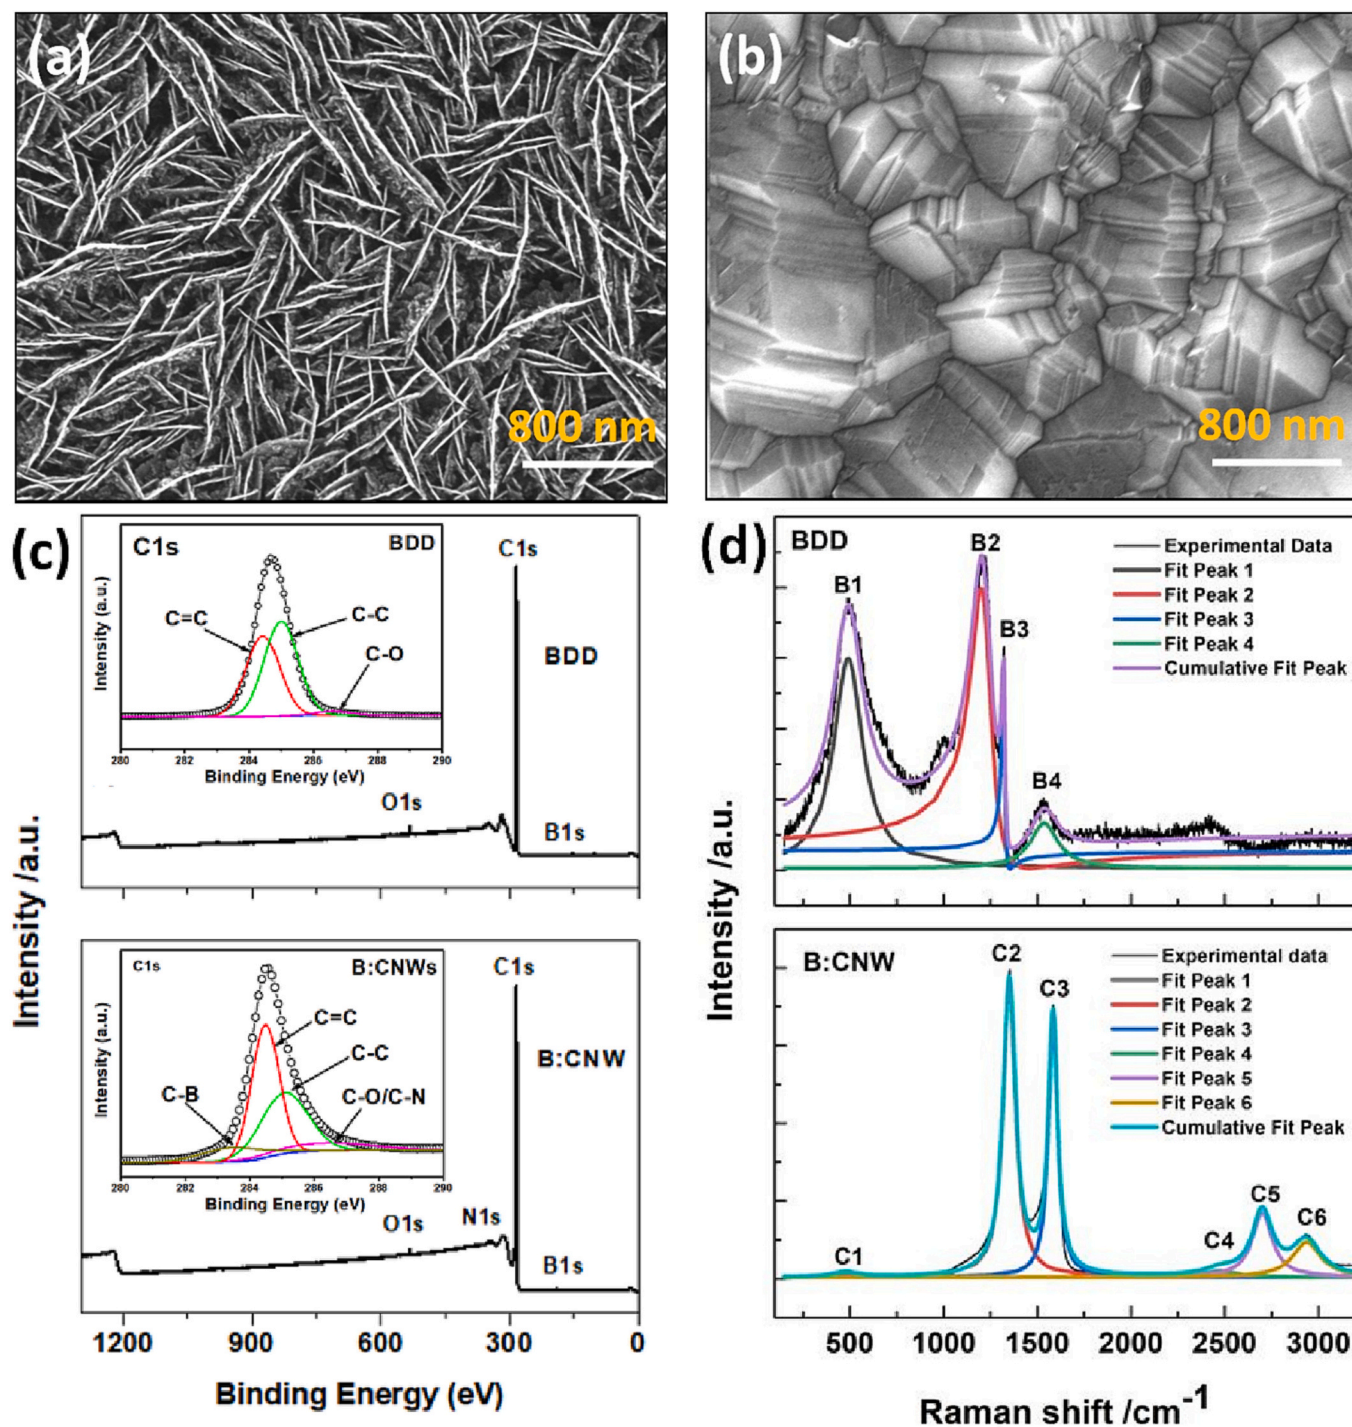 (a)
800 nm
(b)
800 nm
(c)
Intensity /a.u.
C1s
BDD
Intensity (a.u.)
C=C
C-C
C-O
280 282 284 286 288 290
Binding Energy (eV)
C1s
BDD
O1s
B1s
Intensity /a.u.
C1s
B:CNWs
Intensity (a.u.)
C=C
C-C
C-B
C-O/C-N
280 282 284 286 288 290
Binding Energy (eV)
C1s
B:CNW
O1s
N1s
B1s
1200 900 600 300 0
Binding Energy (eV)
(d)
Intensity /a.u.
BDD
B1
B2
B3
B4
Experimental Data
Fit Peak 1
Fit Peak 2
Fit Peak 3
Fit Peak 4
Cumulative Fit Peak
B:CNW
C1
C2
C3
C4
C5
C6
Experimental data
Fit Peak 1
Fit Peak 2
Fit Peak 3
Fit Peak 4
Fit Peak 5
Fit Peak 6
Cumulative Fit Peak
500 1000 1500 2000 2500 3000
Raman shift /cm-1